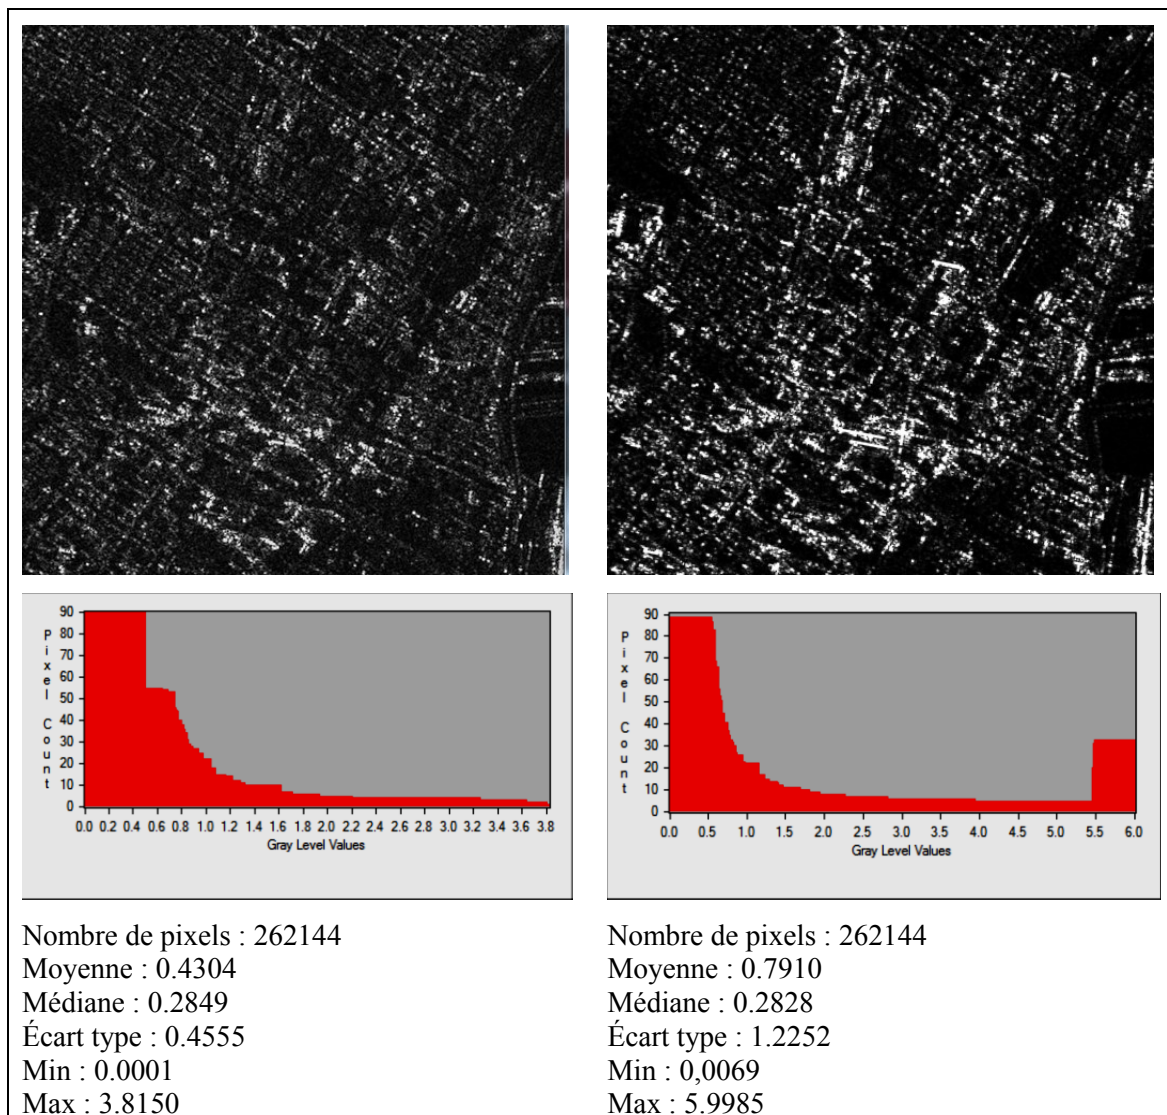 90
80
70
60
50
40
30
20
10
0
Pixel Count
0.0 0.2 0.4 0.6 0.8 1.0 1.2 1.4 1.6 1.8 2.0 2.2 2.4 2.6 2.8 3.0 3.2 3.4 3.6 3.8
Gray Level Values
90
80
70
60
50
40
30
20
10
0
Pixel Count
0.0 0.5 1.0 1.5 2.0 2.5 3.0 3.5 4.0 4.5 5.0 5.5 6.0
Gray Level Values
Nombre de pixels : 262144
Moyenne : 0.4304
Médiane : 0.2849
Écart type : 0.4555
Min : 0.0001
Max : 3.8150
Nombre de pixels : 262144
Moyenne : 0.7910
Médiane : 0.2828
Écart type : 1.2252
Min : 0,0069
Max : 5.9985